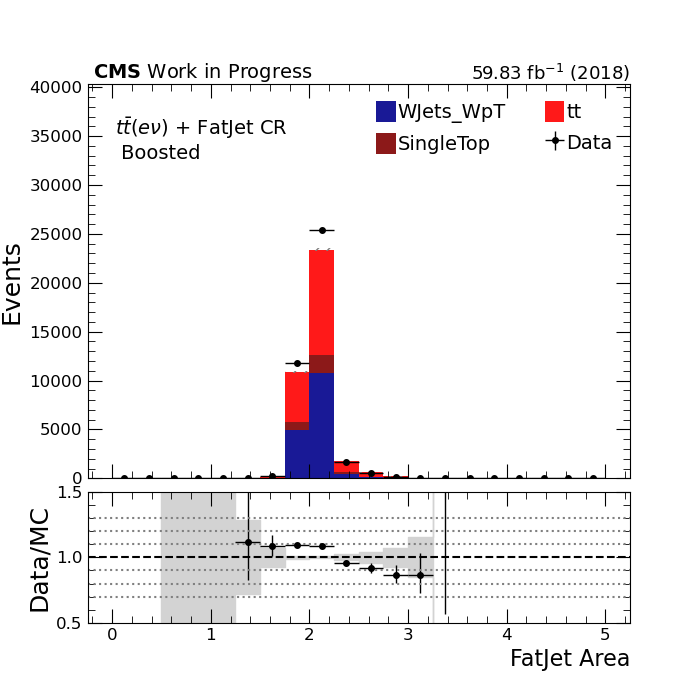 CMS Work in Progress
59.83 fb⁻¹ (2018)
40000
35000
30000
25000
20000
15000
10000
5000
0
Events
tt̄(eν) + FatJet CR
Boosted
WJets_WpT
tt
SingleTop
Data
1.5
1.0
0.5
Data/MC
0 1 2 3 4 5
FatJet Area